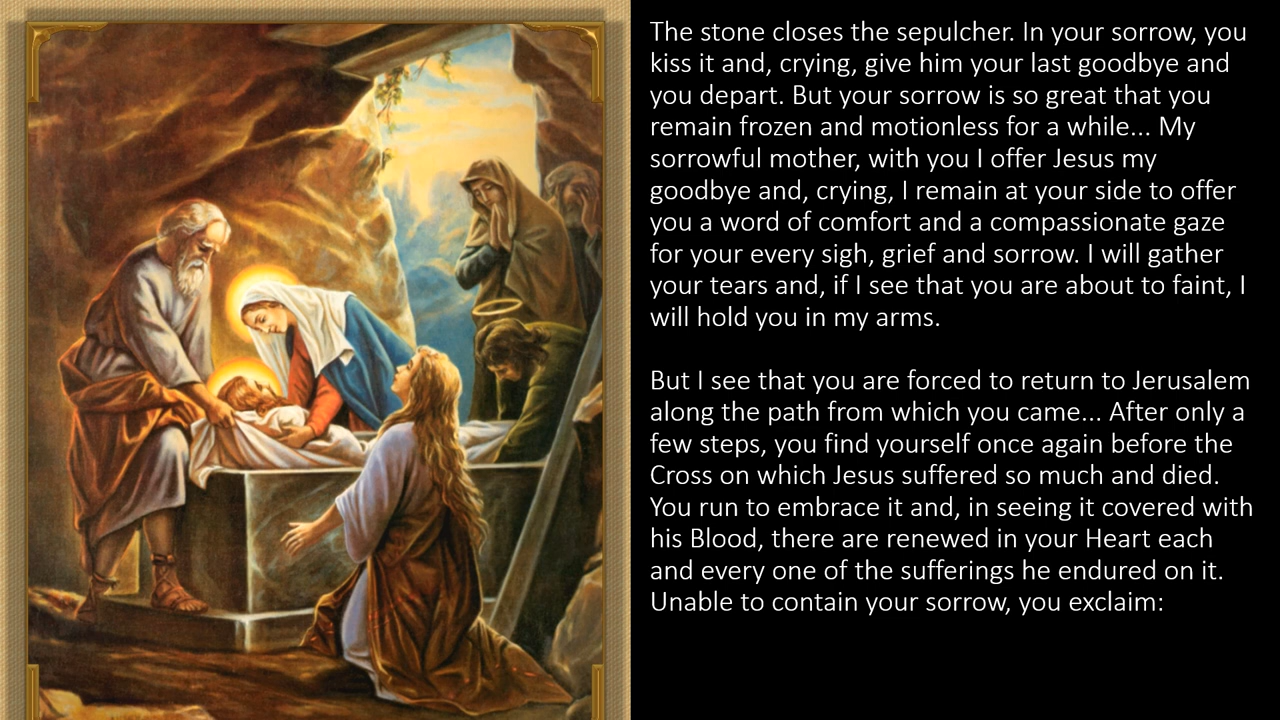 The stone closes the sepulcher. In your sorrow, you
kiss it and, crying, give him your last goodbye and
you depart. But your sorrow is so great that you
remain frozen and motionless for a while... My
sorrowful mother, with you I offer Jesus my
goodbye and, crying, I remain at your side to offer
you a word of comfort and a compassionate gaze
for your every sigh, grief and sorrow. I will gather
your tears and, if I see that you are about to faint, I
will hold you in my arms.
But I see that you are forced to return to Jerusalem
along the path from which you came... After only a
few steps, you find yourself once again before the
Cross on which Jesus suffered so much and died.
You run to embrace it and, in seeing it covered with
his Blood, there are renewed in your Heart each
and every one of the sufferings he endured on it.
Unable to contain your sorrow, you exclaim: